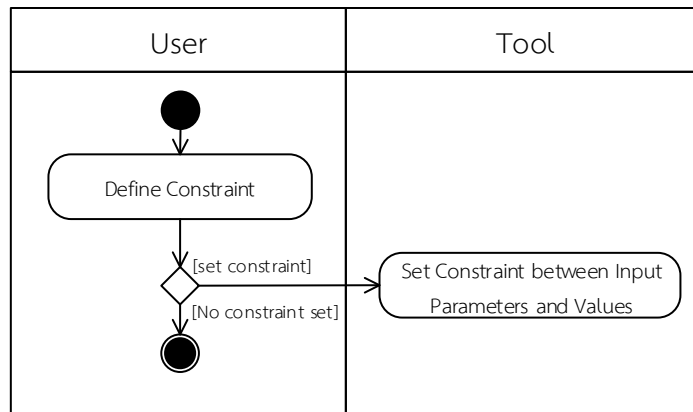 User
Tool
Define Constraint
[set constraint]
Set Constraint between Input
Parameters and Values
[No constraint set]